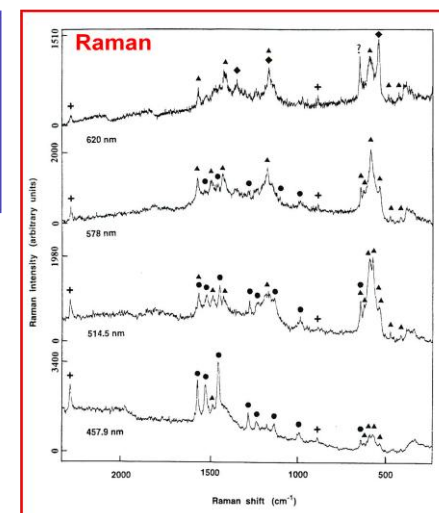 Raman
1510
0
620 nm
2000
0
578 nm
1980
0
514.5 nm
3400
0
457.9 nm
Raman Intensity (arbitrary units)
?
2000
1500
1000
500
Raman shift (cm⁻¹)